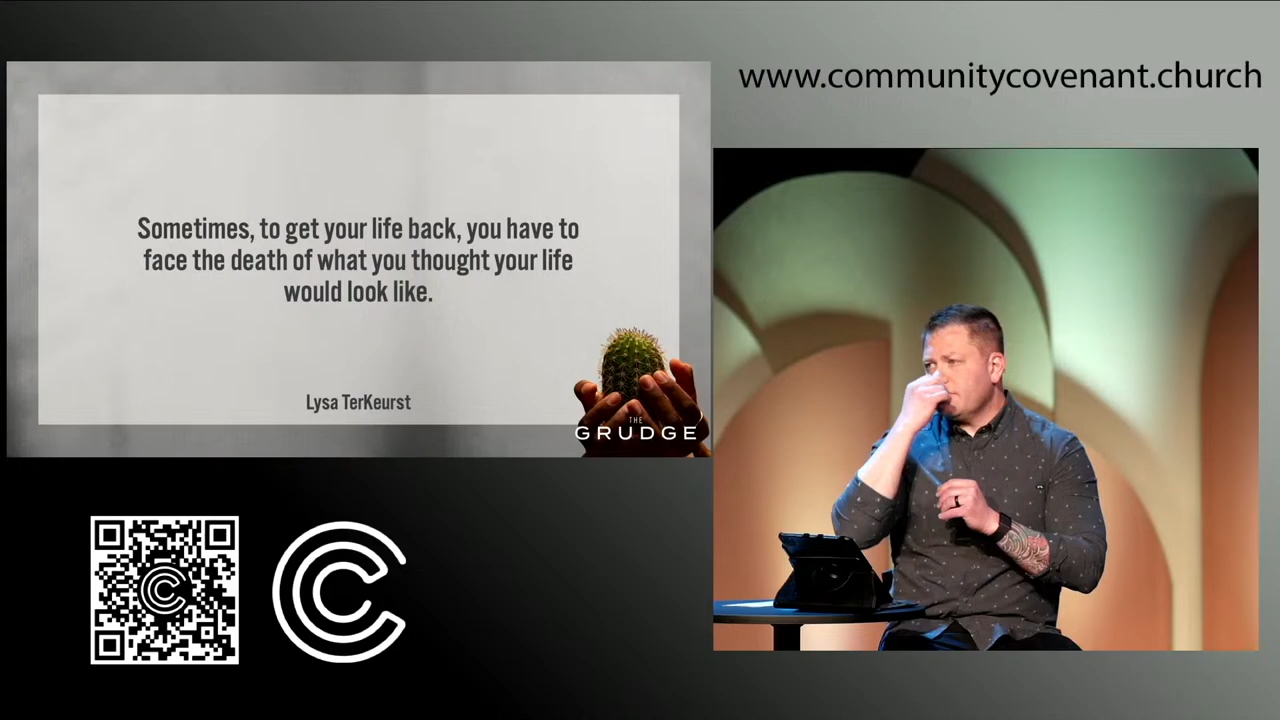 www.communitycovenant.church
Sometimes, to get your life back, you have to
face the death of what you thought your life
would look like.
Lysa TerKeurst
THE
GRUDGE